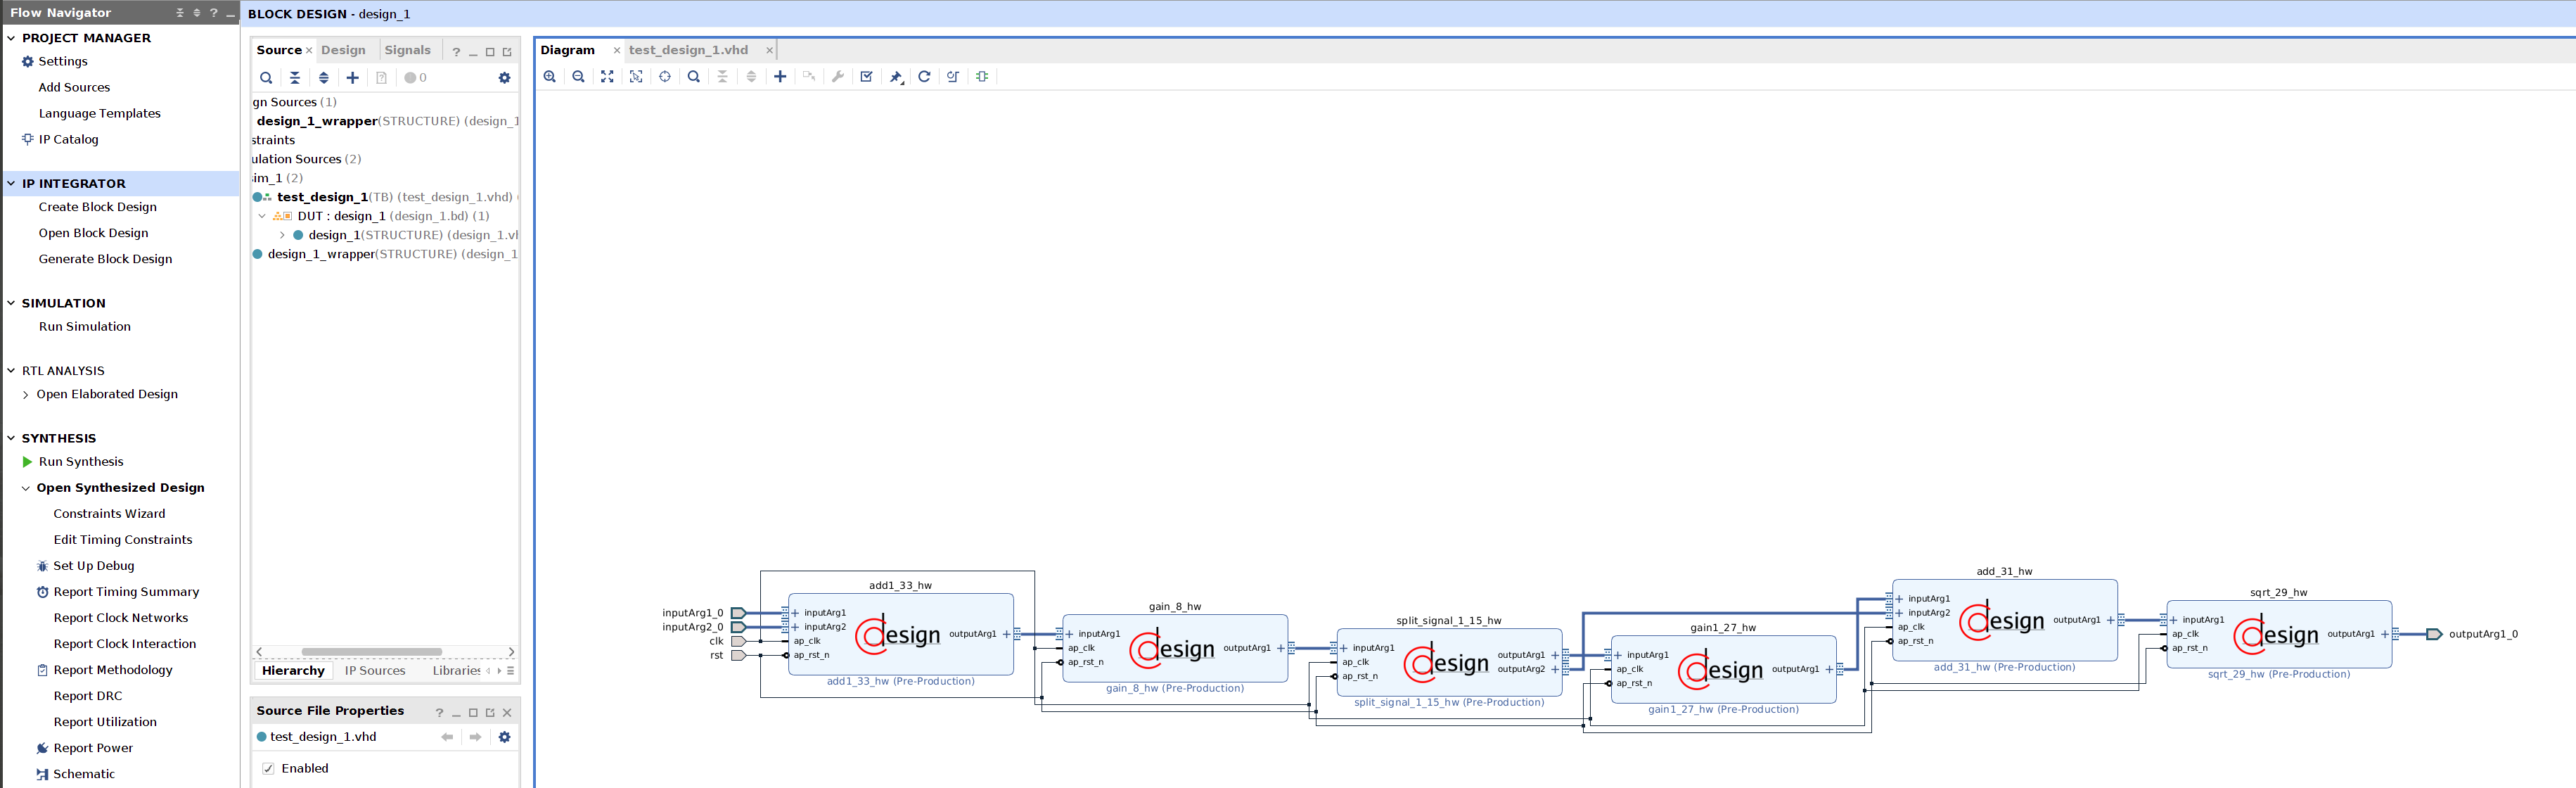 Flow Navigator
PROJECT MANAGER
Settings
Add Sources
Language Templates
IP Catalog
IP INTEGRATOR
Create Block Design
Open Block Design
Generate Block Design
SIMULATION
Run Simulation
RTL ANALYSIS
Open Elaborated Design
SYNTHESIS
Run Synthesis
Open Synthesized Design
Constraints Wizard
Edit Timing Constraints
Set Up Debug
Report Timing Summary
Report Clock Networks
Report Clock Interaction
Report Methodology
Report DRC
Report Utilization
Report Power
Schematic
BLOCK DESIGN - design_1
Source Design Signals
0
gn Sources (1)
design_1_wrapper(STRUCTURE) (design_1
straints
ulation Sources (2)
im_1 (2)
test_design_1(TB) (test_design_1.vhd) (
DUT : design_1 (design_1.bd) (1)
design_1(STRUCTURE) (design_1.vh
design_1_wrapper(STRUCTURE) (design_1
Hierarchy IP Sources Libraries
Source File Properties
test_design_1.vhd
Enabled
Diagram test_design_1.vhd
inputArg1_0
inputArg2_0
clk
rst
add1_33_hw
inputArg1
inputArg2
ap_clk
ap_rst_n
design
outputArg1
add1_33_hw (Pre-Production)
gain_8_hw
inputArg1
ap_clk
ap_rst_n
design
outputArg1
gain_8_hw (Pre-Production)
split_signal_1_15_hw
inputArg1
ap_clk
ap_rst_n
design
outputArg1
outputArg2
split_signal_1_15_hw (Pre-Production)
gain1_27_hw
inputArg1
ap_clk
ap_rst_n
design
outputArg1
gain1_27_hw (Pre-Production)
add_31_hw
inputArg1
inputArg2
ap_clk
ap_rst_n
design
outputArg1
add_31_hw (Pre-Production)
sqrt_29_hw
inputArg1
ap_clk
ap_rst_n
design
outputArg1
sqrt_29_hw (Pre-Production)
outputArg1_0